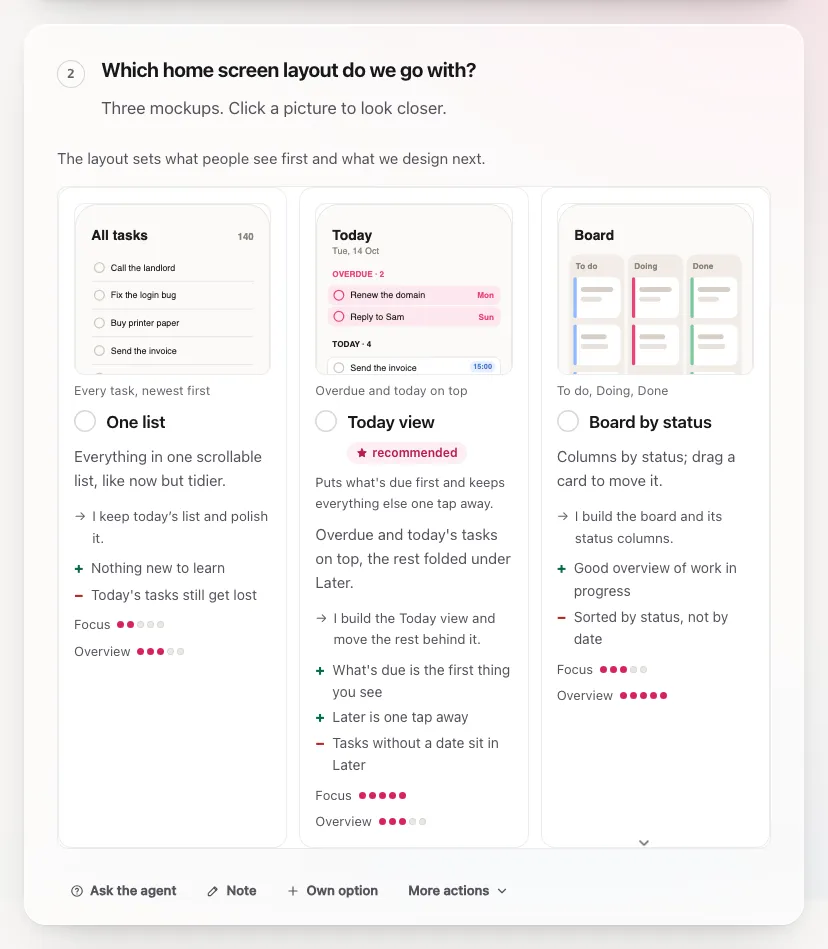 2
Which home screen layout do we go with?
Three mockups. Click a picture to look closer.
The layout sets what people see first and what we design next.
All tasks 140
Call the landlord
Fix the login bug
Buy printer paper
Send the invoice
Every task, newest first
One list
Everything in one scrollable
list, like now but tidier.
→ I keep today's list and polish
it.
+ Nothing new to learn
− Today's tasks still get lost
Focus
Overview
Today
Tue, 14 Oct
OVERDUE · 2
Renew the domain Mon
Reply to Sam Sun
TODAY · 4
Send the invoice 15:00
Overdue and today on top
Today view
★ recommended
Puts what's due first and keeps
everything else one tap away.
Overdue and today's tasks
on top, the rest folded under
Later.
→ I build the Today view and
move the rest behind it.
+ What's due is the first thing
you see
+ Later is one tap away
− Tasks without a date sit in
Later
Focus
Overview
Board
To do Doing Done
To do, Doing, Done
Board by status
Columns by status; drag a
card to move it.
→ I build the board and its
status columns.
+ Good overview of work in
progress
− Sorted by status, not by
date
Focus
Overview
Ask the agent Note + Own option More actions